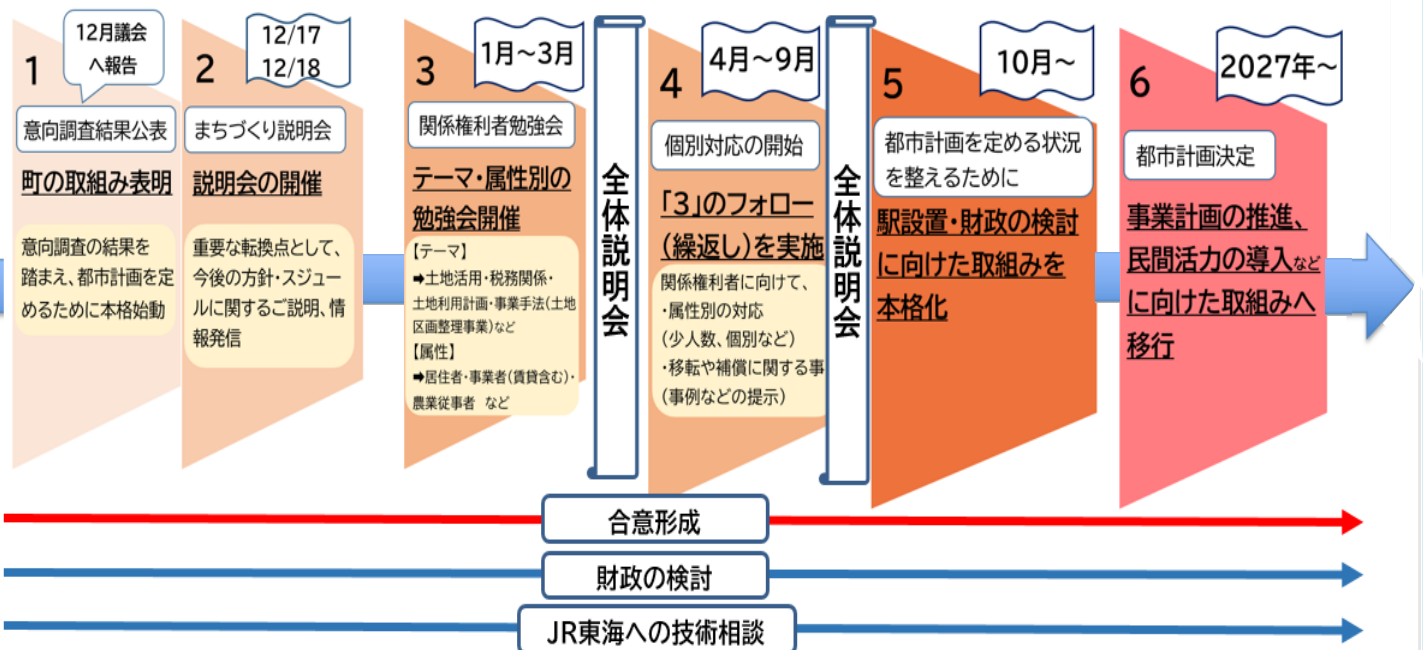 1
12月議会
へ報告
意向調査結果公表
町の取組み表明
意向調査の結果を
踏まえ、都市計画を定
めるために本格始動
2
12/17
12/18
まちづくり説明会
説明会の開催
重要な転換点として、
今後の方針・スジュー
ルに関するご説明、情
報発信
3
1月～3月
関係権利者勉強会
テーマ・属性別の
勉強会開催
【テーマ】
➡土地活用・税務関係・
土地利用計画・事業手法(土地
区画整理事業)など
【属性】
➡居住者・事業者(賃貸含む)・
農業従事者 など
全体説明会
4
4月～9月
個別対応の開始
「3」のフォロー
(繰返し)を実施
関係権利者に向けて、
・属性別の対応
(少人数、個別など)
・移転や補償に関する事
(事例などの提示)
全体説明会
5
10月～
都市計画を定める状況
を整えるために
駅設置・財政の検討
に向けた取組みを
本格化
6
2027年～
都市計画決定
事業計画の推進、
民間活力の導入など
に向けた取組みへ
移行
合意形成
財政の検討
JR東海への技術相談